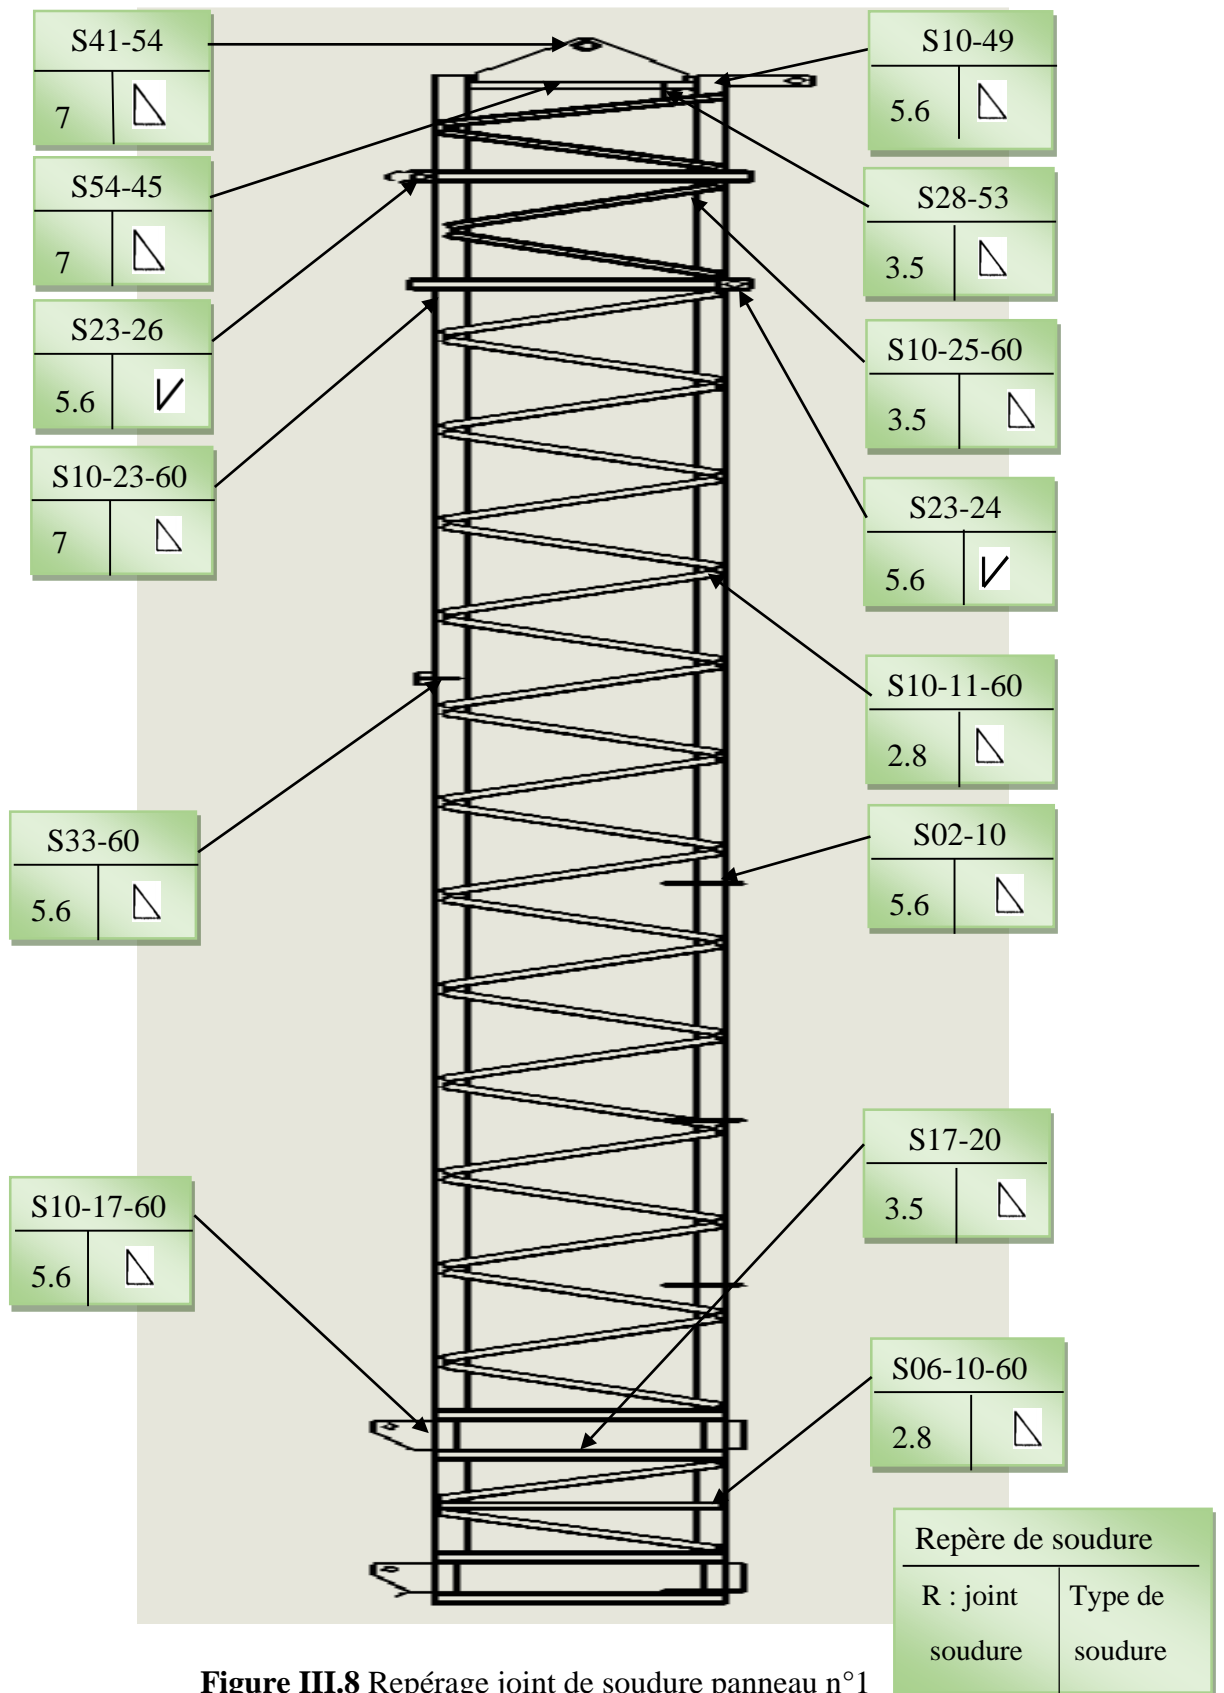 S41-54
7
S54-45
7
S23-26
5.6
S10-23-60
7
S33-60
5.6
S10-17-60
5.6
S10-49
5.6
S28-53
3.5
S10-25-60
3.5
S23-24
5.6
S10-11-60
2.8
S02-10
5.6
S17-20
3.5
S06-10-60
2.8
Repère de soudure
R : joint
soudure
Type de
soudure
Figure III.8 Repérage joint de soudure panneau n°1